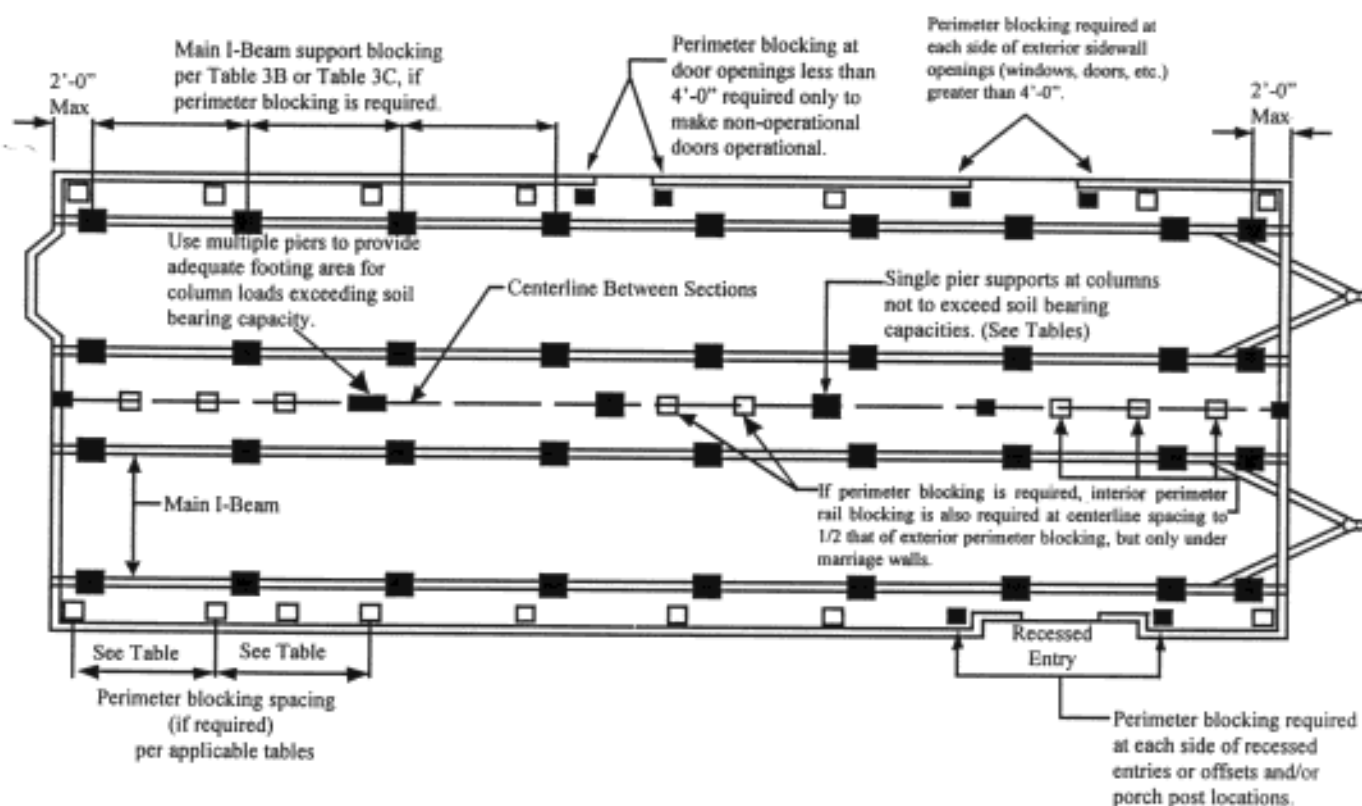 Main I-Beam support blocking
per Table 3B or Table 3C, if
perimeter blocking is required.
2'-0"
Max
Perimeter blocking at
door openings less than
4'-0" required only to
make non-operational
doors operational.
Perimeter blocking required at
each side of exterior sidewall
openings (windows, doors, etc.)
greater than 4'-0".
2'-0"
Max
Use multiple piers to provide
adequate footing area for
column loads exceeding soil
bearing capacity.
Centerline Between Sections
Single pier supports at columns
not to exceed soil bearing
capacities. (See Tables)
Main I-Beam
If perimeter blocking is required, interior perimeter
rail blocking is also required at centerline spacing to
1/2 that of exterior perimeter blocking, but only under
marriage walls.
See Table
See Table
Perimeter blocking spacing
(if required)
per applicable tables
Recessed
Entry
Perimeter blocking required
at each side of recessed
entries or offsets and/or
porch post locations.